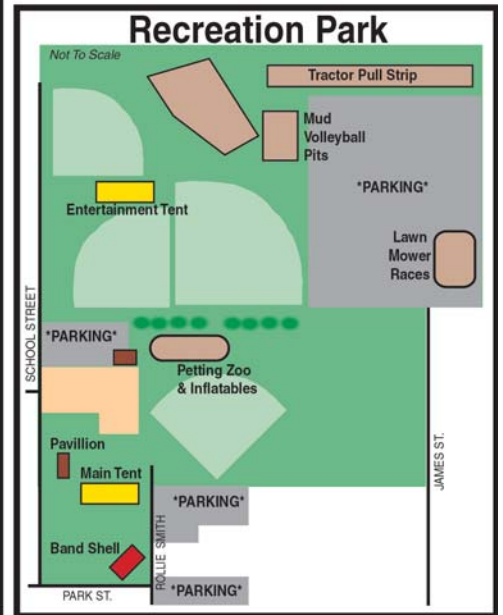 Recreation Park
Not To Scale
Tractor Pull Strip
Mud
Volleyball
Pits
*PARKING*
Entertainment Tent
Lawn
Mower
Races
SCHOOL STREET
*PARKING*
Petting Zoo
& Inflatables
JAMES ST.
Pavillion
Main Tent
*PARKING*
ROLLIE SMITH
Band Shell
PARK ST.
*PARKING*